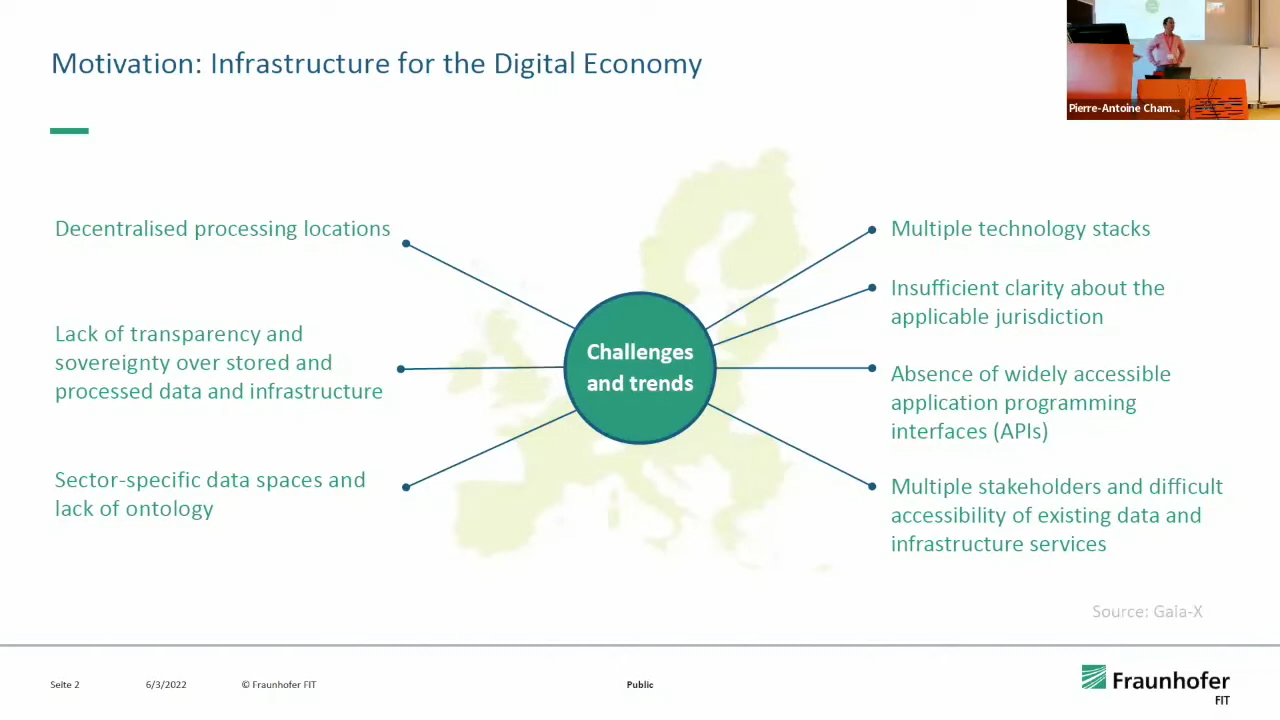 Motivation: Infrastructure for the Digital Economy
Pierre-Antoine Cham...
Decentralised processing locations
Lack of transparency and
sovereignty over stored and
processed data and infrastructure
Sector-specific data spaces and
lack of ontology
Challenges
and trends
Multiple technology stacks
Insufficient clarity about the
applicable jurisdiction
Absence of widely accessible
application programming
interfaces (APIs)
Multiple stakeholders and difficult
accessibility of existing data and
infrastructure services
Source: Gaia-X
Seite 2
6/3/2022
© Fraunhofer FIT
Public
Fraunhofer
FIT